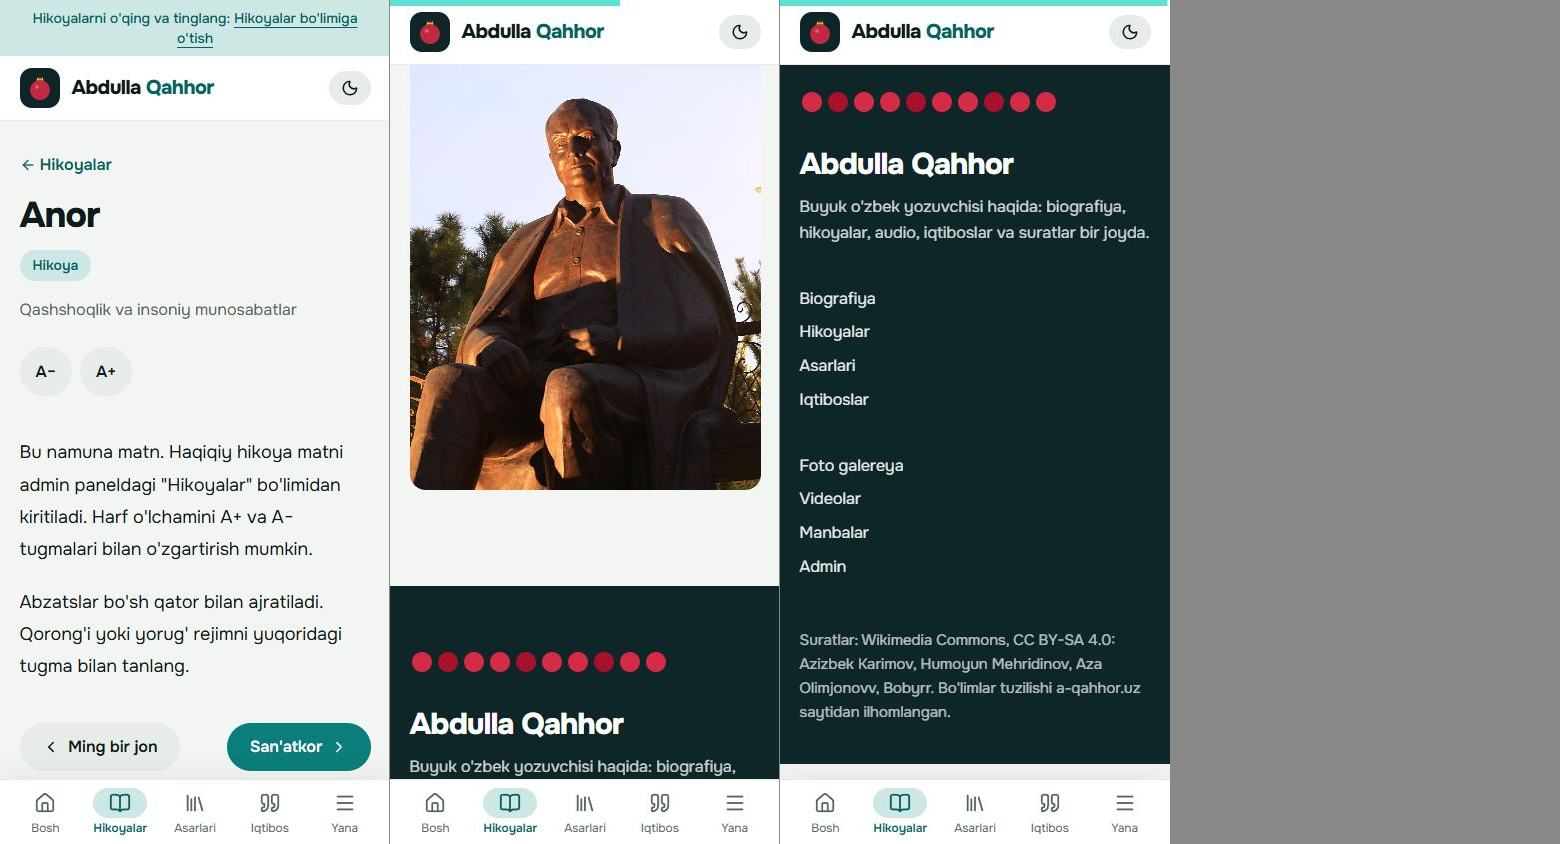 Hikoyalarni o'qing va tinglang: Hikoyalar bo'limiga
o'tish
Abdulla Qahhor
← Hikoyalar
Anor
Hikoya
Qashshoqlik va insoniy munosabatlar
A- A+
Bu namuna matn. Haqiqiy hikoya matni
admin paneldagi "Hikoyalar" bo'limidan
kiritiladi. Harf o'lchamini A+ va A-
tugmalari bilan o'zgartirish mumkin.
Abzatslar bo'sh qator bilan ajratiladi.
Qorong'i yoki yorug' rejimni yuqoridagi
tugma bilan tanlang.
Ming bir jon San'atkor
Bosh Hikoyalar Asarlari Iqtibos Yana
Abdulla Qahhor
Abdulla Qahhor
Buyuk o'zbek yozuvchisi haqida: biografiya,
Bosh Hikoyalar Asarlari Iqtibos Yana
Abdulla Qahhor
Abdulla Qahhor
Buyuk o'zbek yozuvchisi haqida: biografiya,
hikoyalar, audio, iqtiboslar va suratlar bir joyda.
Biografiya
Hikoyalar
Asarlari
Iqtiboslar
Foto galereya
Videolar
Manbalar
Admin
Suratlar: Wikimedia Commons, CC BY-SA 4.0:
Azizbek Karimov, Humoyun Mehridinov, Aza
Olimjonovv, Bobyrr. Bo'limlar tuzilishi a-qahhor.uz
saytidan ilhomlangan.
Bosh Hikoyalar Asarlari Iqtibos Yana